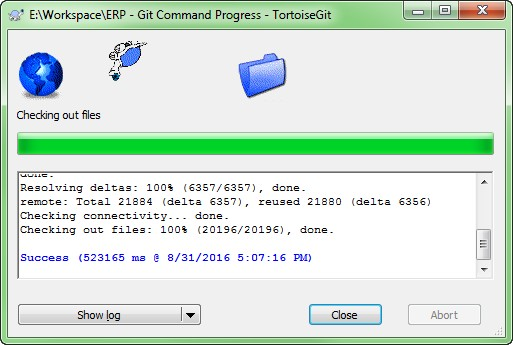 E:\Workspace\ERP - Git Command Progress - TortoiseGit
Checking out files
done.
Resolving deltas: 100% (6357/6357), done.
remote: Total 21884 (delta 6357), reused 21880 (delta 6356)
Checking connectivity... done.
Checking out files: 100% (20196/20196), done.
Success (523165 ms @ 8/31/2016 5:07:16 PM)
Show log
Close
Abort